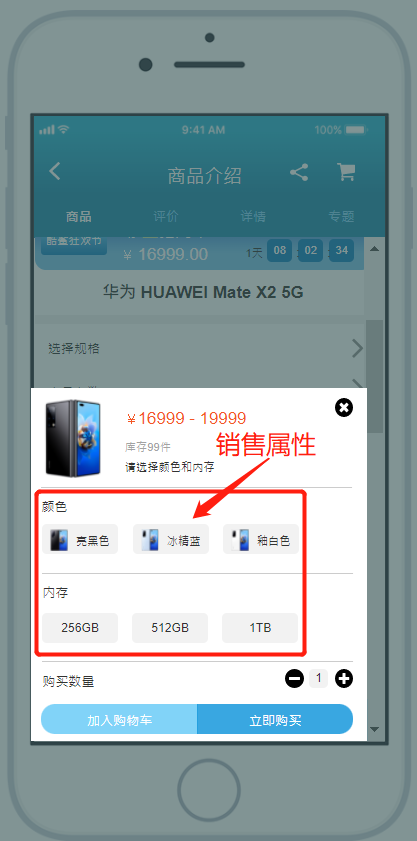 9:41 AM 100%
商品介绍
商品 评价 详情 专题
酷鲨狂欢节
￥ 16999.00 1天 08 : 02 : 34
华为 HUAWEI Mate X2 5G
选择规格
￥16999 - 19999
库存99件
销售属性
请选择颜色和内存
颜色
亮黑色 冰精蓝 釉白色
内存
256GB 512GB 1TB
购买数量 1
加入购物车 立即购买